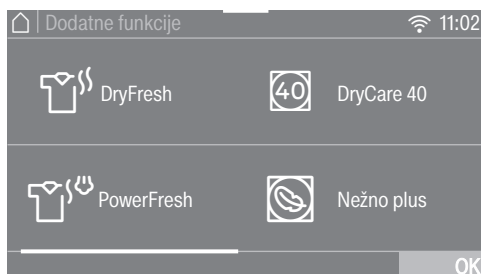 Dodatne funkcije 11:02
DryFresh
40 DryCare 40
PowerFresh
Nežno plus
OK